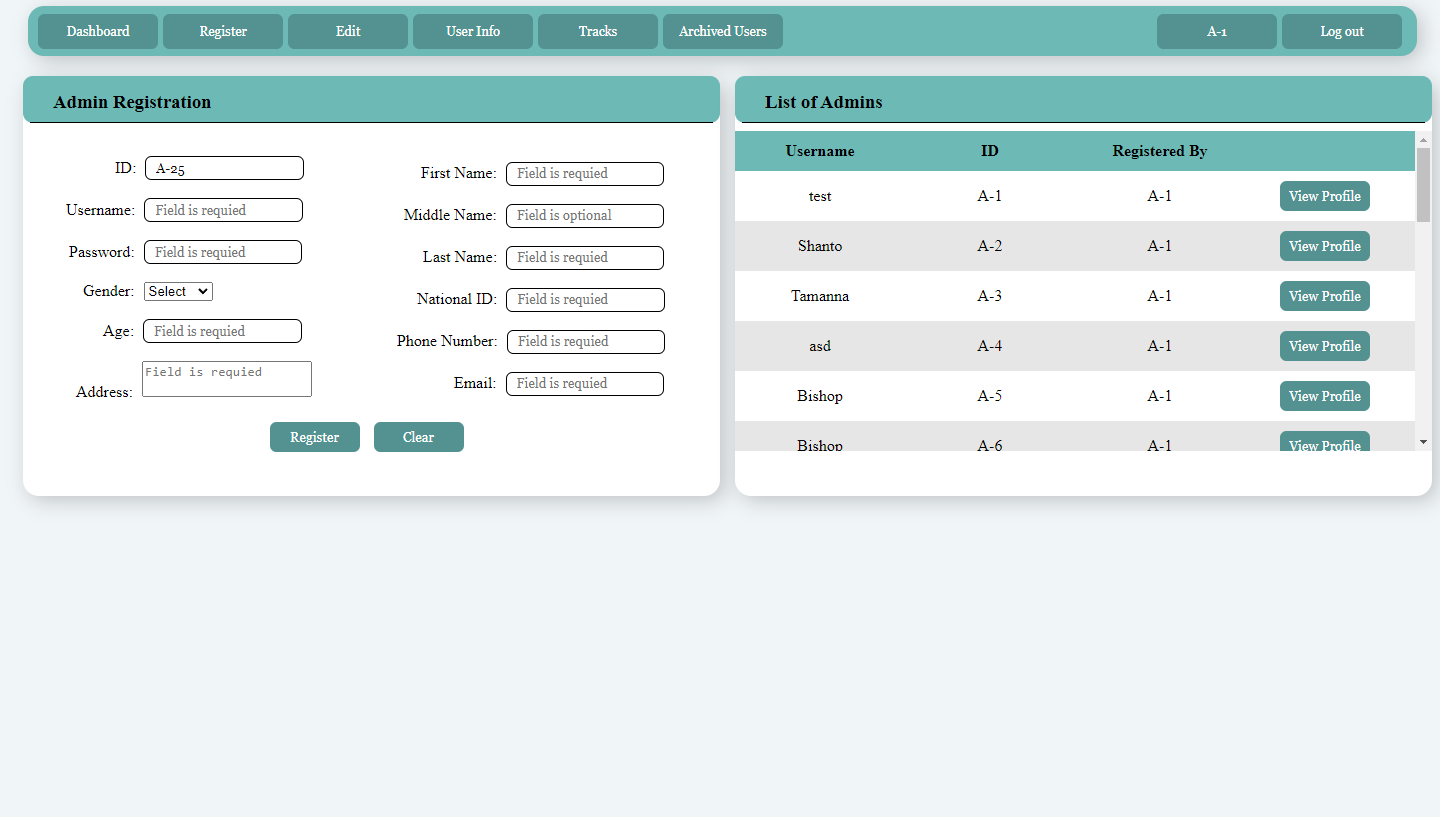 Dashboard Register Edit User Info Tracks Archived Users A-1 Log out
Admin Registration
ID: A-25
Username: Field is requied
Password: Field is requied
Gender: Select
Age: Field is requied
Address: Field is requied
First Name: Field is requied
Middle Name: Field is optional
Last Name: Field is requied
National ID: Field is requied
Phone Number: Field is requied
Email: Field is requied
Register Clear
List of Admins
Username ID Registered By
test A-1 A-1 View Profile
Shanto A-2 A-1 View Profile
Tamanna A-3 A-1 View Profile
asd A-4 A-1 View Profile
Bishop A-5 A-1 View Profile
Bishop A-6 A-1 View Profile